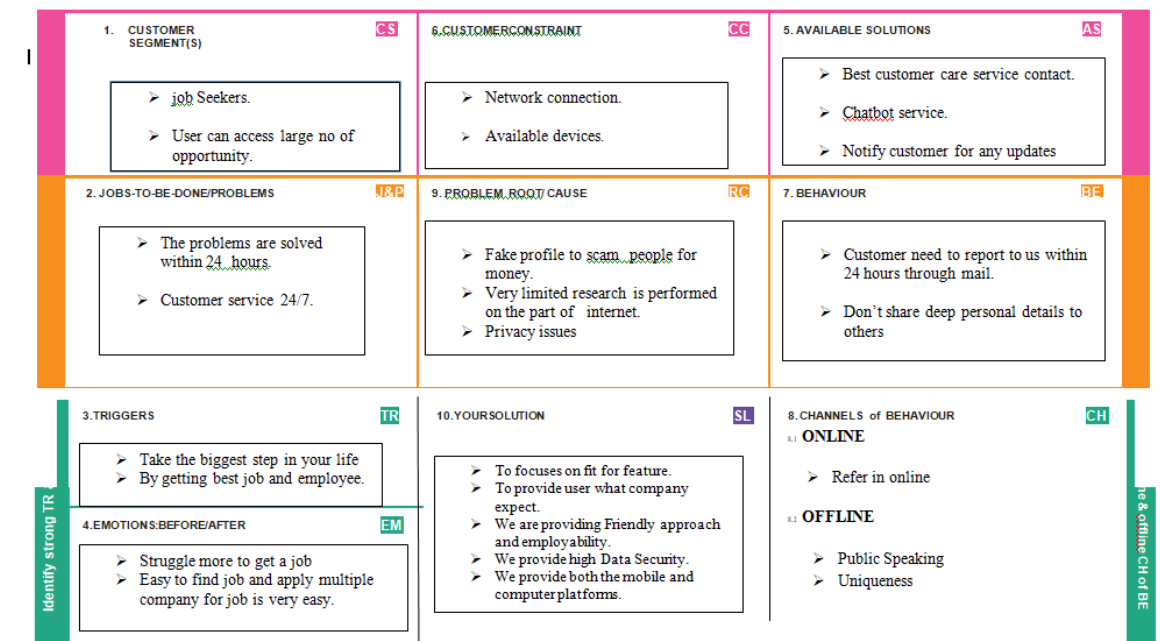 1. CUSTOMER
SEGMENT(S)
CS
➢ job Seekers.
➢ User can access large no of
opportunity.
6.CUSTOMERCONSTRAINT
CC
➢ Network connection.
➢ Available devices.
5. AVAILABLE SOLUTIONS
AS
➢ Best customer care service contact.
➢ Chatbot service.
➢ Notify customer for any updates
2. JOBS-TO-BE-DONE/PROBLEMS
J&P
➢ The problems are solved
within 24 hours.
➢ Customer service 24/7.
9. PROBLEM ROOT/ CAUSE
RC
➢ Fake profile to scam people for
money.
➢ Very limited research is performed
on the part of internet.
➢ Privacy issues
7. BEHAVIOUR
BE
➢ Customer need to report to us within
24 hours through mail.
➢ Don't share deep personal details to
others
3.TRIGGERS
TR
➢ Take the biggest step in your life
➢ By getting best job and employee.
4.EMOTIONS:BEFORE/AFTER
EM
➢ Struggle more to get a job
➢ Easy to find job and apply multiple
company for job is very easy.
10.YOURSOLUTION
SL
➢ To focuses on fit for feature.
➢ To provide user what company
expect.
➢ We are providing Friendly approach
and employability.
➢ We provide high Data Security.
➢ We provide both the mobile and
computer platforms.
8.CHANNELS of BEHAVIOUR
CH
8.1 ONLINE
➢ Refer in online
8.2 OFFLINE
➢ Public Speaking
➢ Uniqueness
Identify strong TR
ne & offline CH of BE